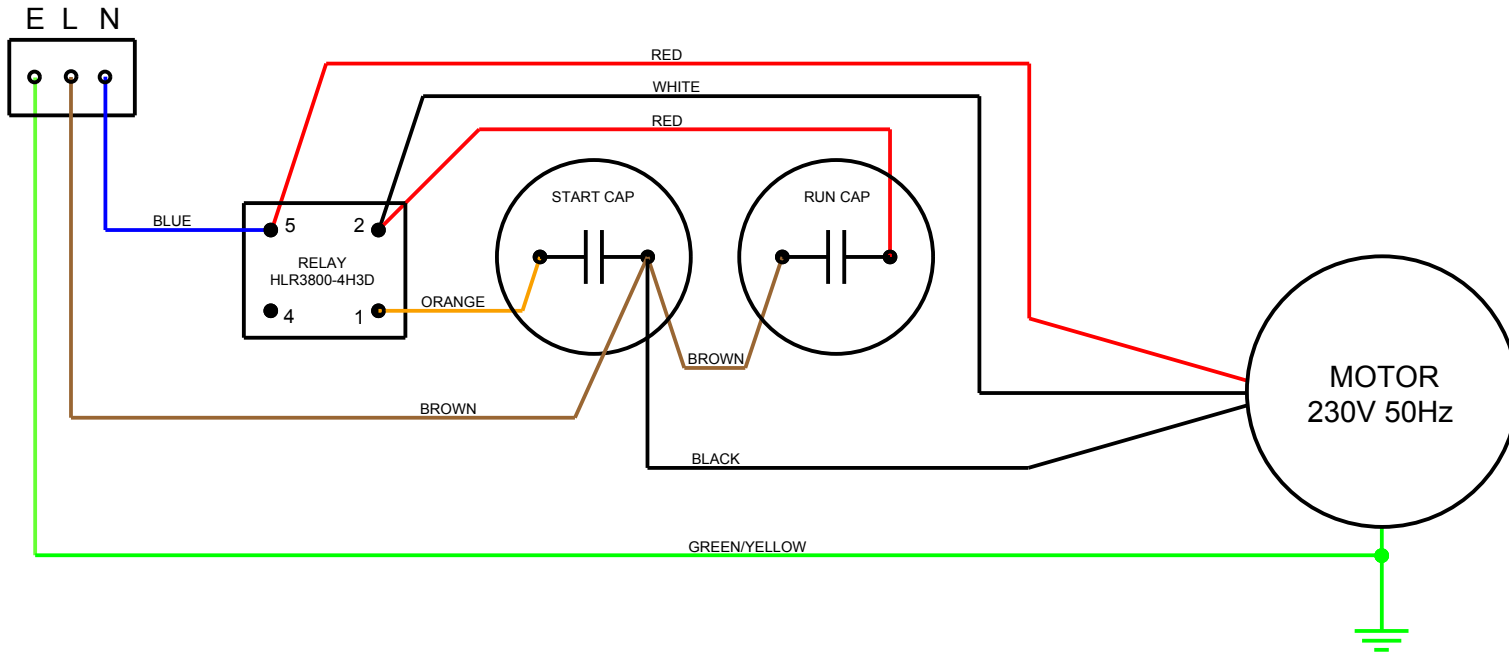 E L N
RED
WHITE
RED
START CAP
RUN CAP
BLUE
5
2
RELAY
HLR3800-4H3D
4
1
ORANGE
BROWN
MOTOR
230V 50Hz
BROWN
BLACK
GREEN/YELLOW